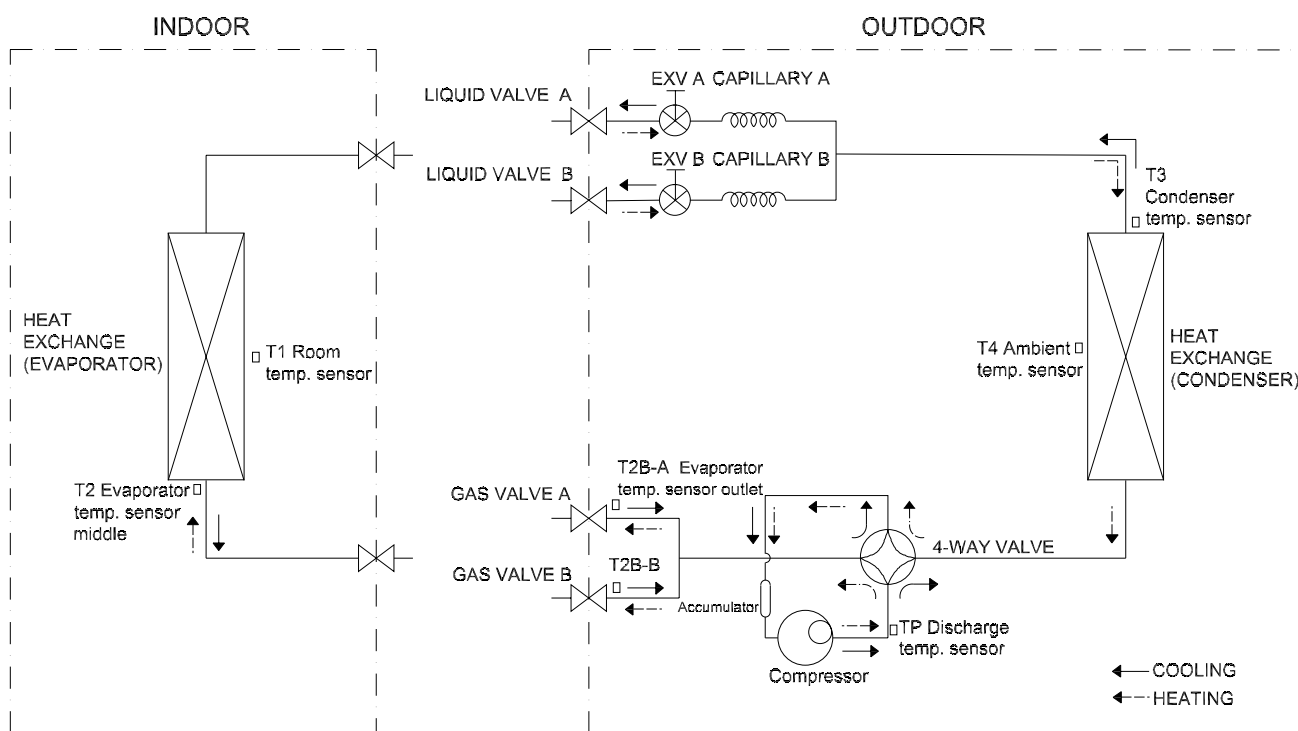 INDOOR
OUTDOOR
LIQUID VALVE A
EXV A CAPILLARY A
LIQUID VALVE B
EXV B CAPILLARY B
T3
Condenser
temp. sensor
HEAT
EXCHANGE
(EVAPORATOR)
T1 Room
temp. sensor
T4 Ambient
temp. sensor
HEAT
EXCHANGE
(CONDENSER)
T2 Evaporator
temp. sensor
middle
GAS VALVE A
T2B-A Evaporator
temp. sensor outlet
GAS VALVE B
T2B-B
4-WAY VALVE
Accumulator
Compressor
TP Discharge
temp. sensor
COOLING
HEATING